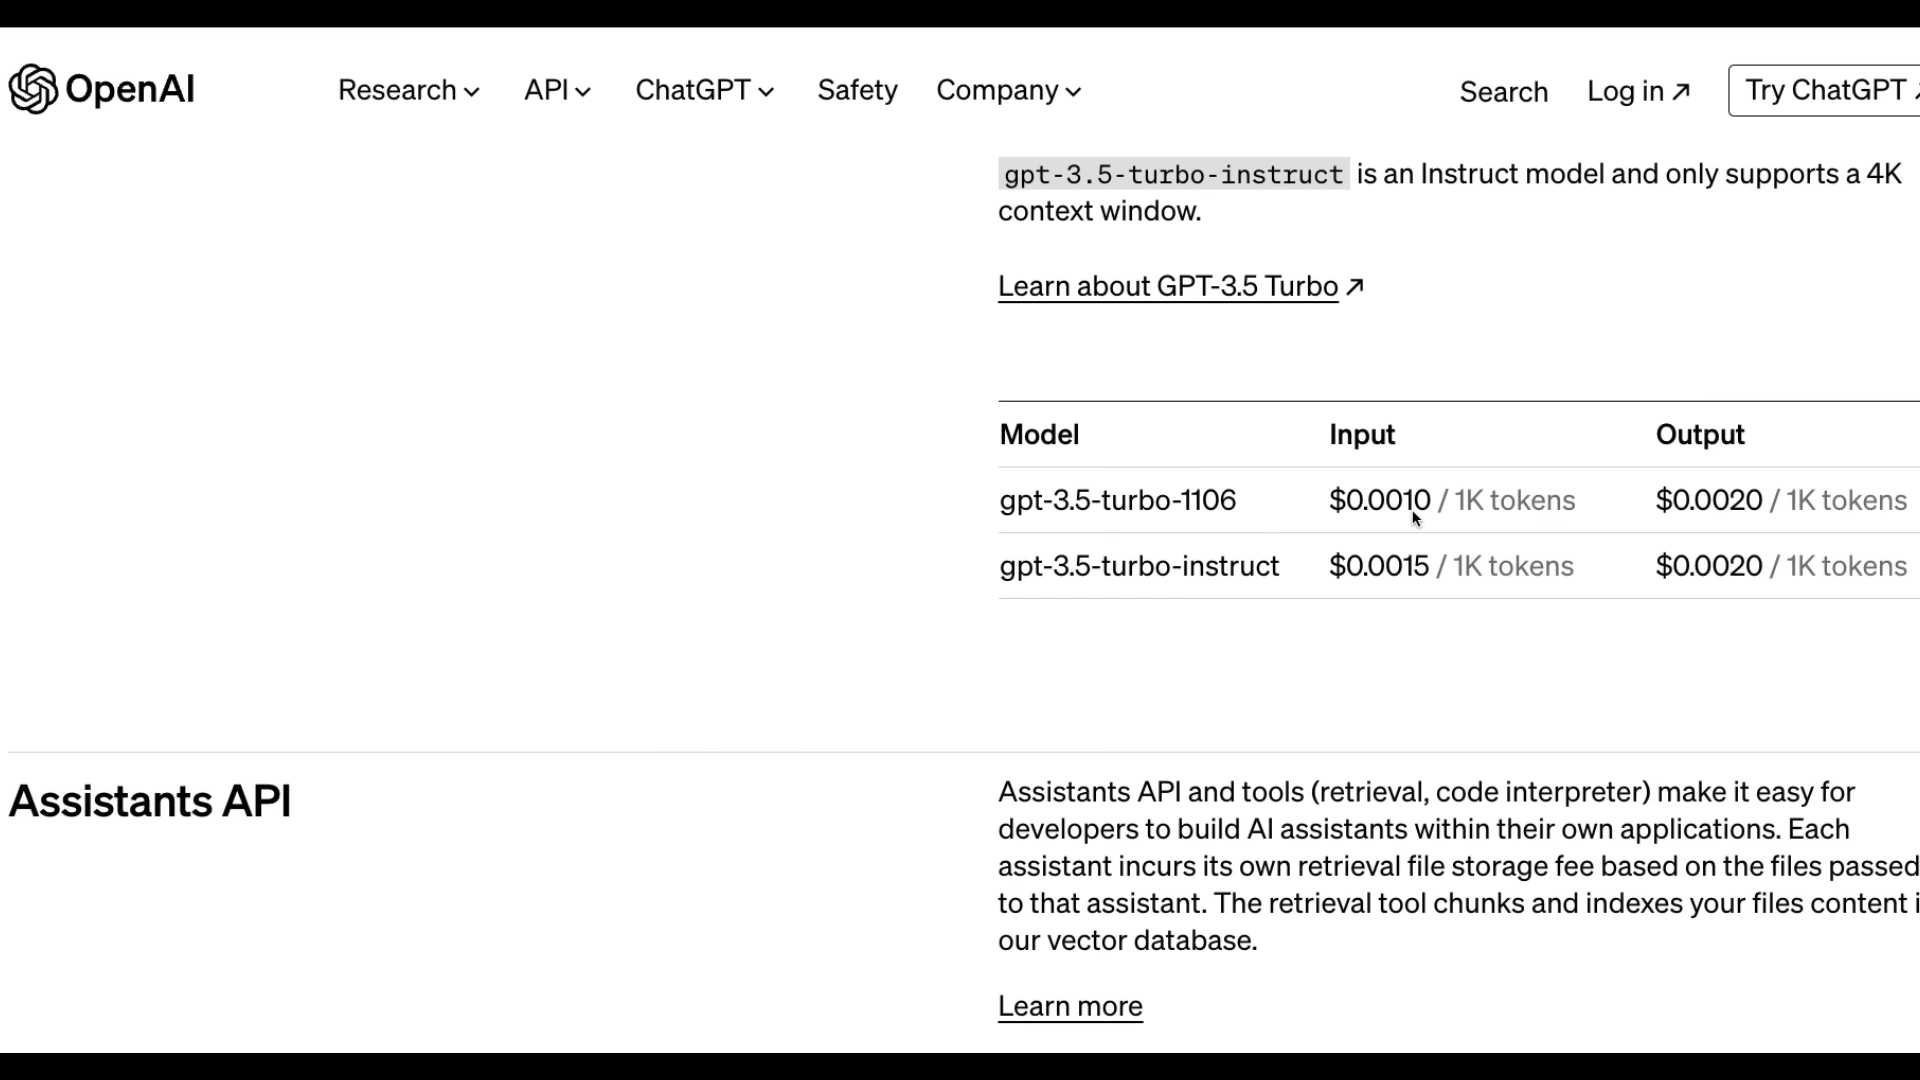 OpenAI
Research API ChatGPT Safety Company Search Log in Try ChatGPT
gpt-3.5-turbo-instruct is an Instruct model and only supports a 4K
context window.
Learn about GPT-3.5 Turbo
Model Input Output
gpt-3.5-turbo-1106 $0.0010 / 1K tokens $0.0020 / 1K tokens
gpt-3.5-turbo-instruct $0.0015 / 1K tokens $0.0020 / 1K tokens
Assistants API
Assistants API and tools (retrieval, code interpreter) make it easy for
developers to build AI assistants within their own applications. Each
assistant incurs its own retrieval file storage fee based on the files passed
to that assistant. The retrieval tool chunks and indexes your files content
our vector database.
Learn more